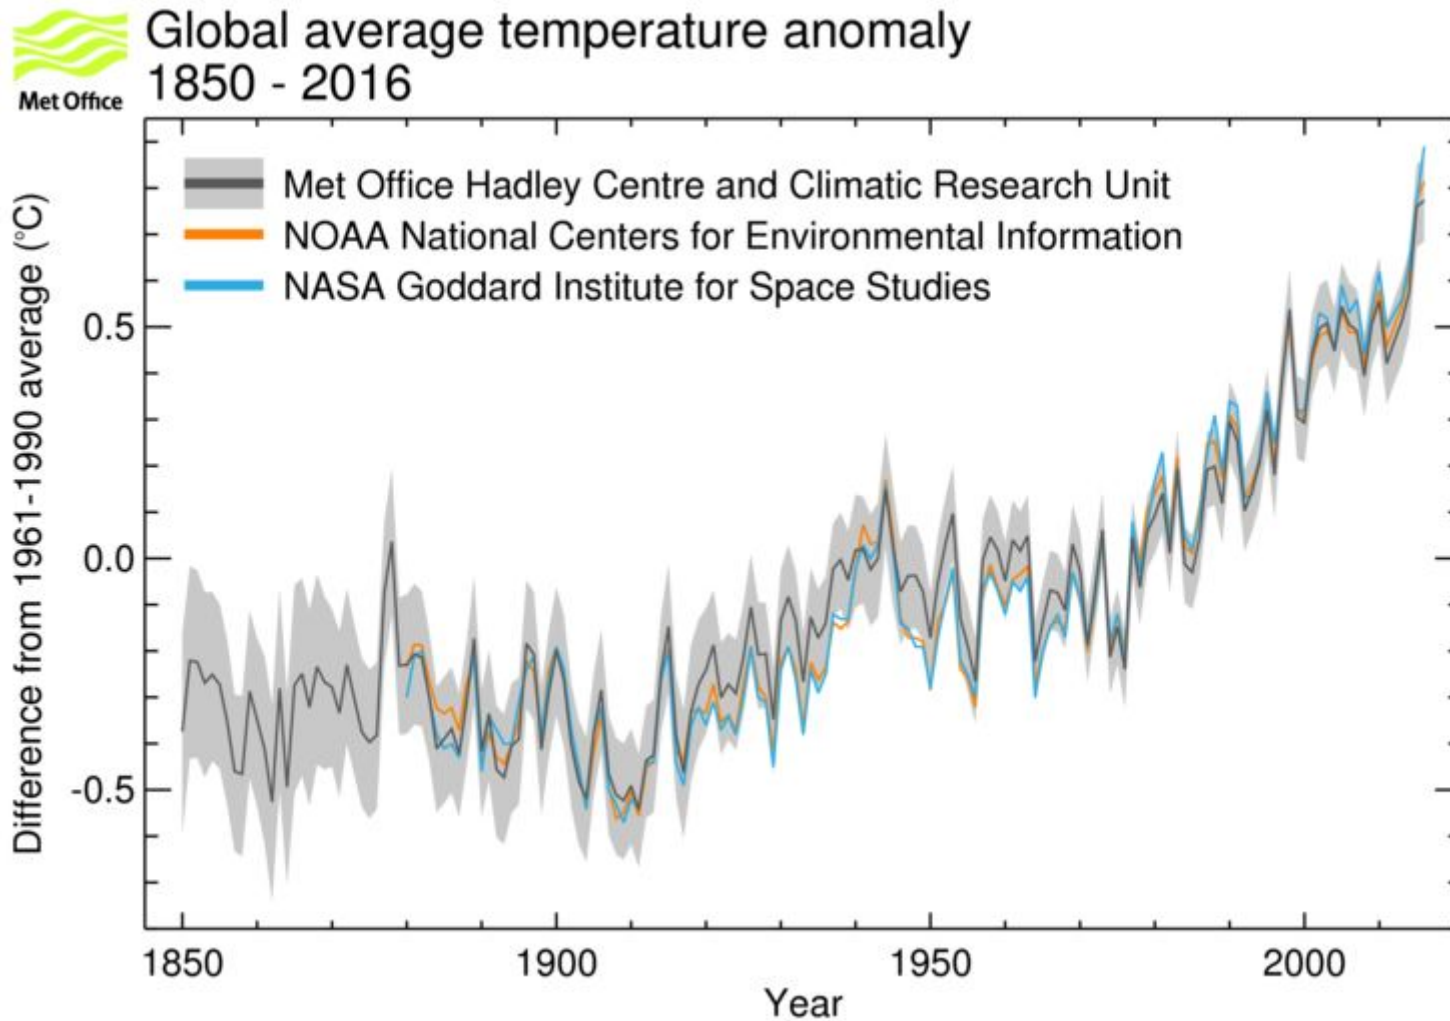 Global average temperature anomaly
1850 - 2016
Met Office
Met Office Hadley Centre and Climatic Research Unit
NOAA National Centers for Environmental Information
NASA Goddard Institute for Space Studies
Difference from 1961-1990 average (°C)
0.5
0.0
-0.5
1850
1900
1950
2000
Year